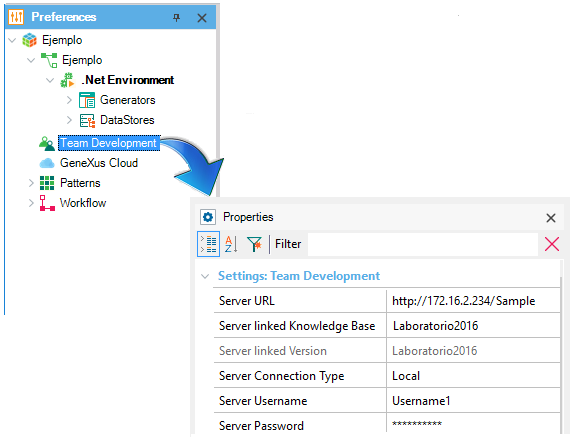 Preferences
Ejemplo
Ejemplo
.Net Environment
Generators
DataStores
Team Development
GeneXus Cloud
Patterns
Workflow
Properties
A Z Filter
Settings: Team Development
Server URL http://172.16.2.234/Sample
Server linked Knowledge Base Laboratorio2016
Server linked Version Laboratorio2016
Server Connection Type Local
Server Username Username1
Server Password **********